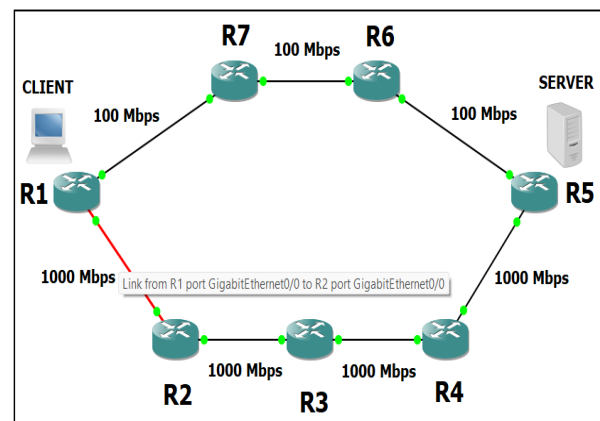 R7
100 Mbps
R6
CLIENT
SERVER
100 Mbps
100 Mbps
R1
R5
1000 Mbps
Link from R1 port GigabitEthernet0/0 to R2 port GigabitEthernet0/0
1000 Mbps
R2
1000 Mbps
R3
1000 Mbps
R4